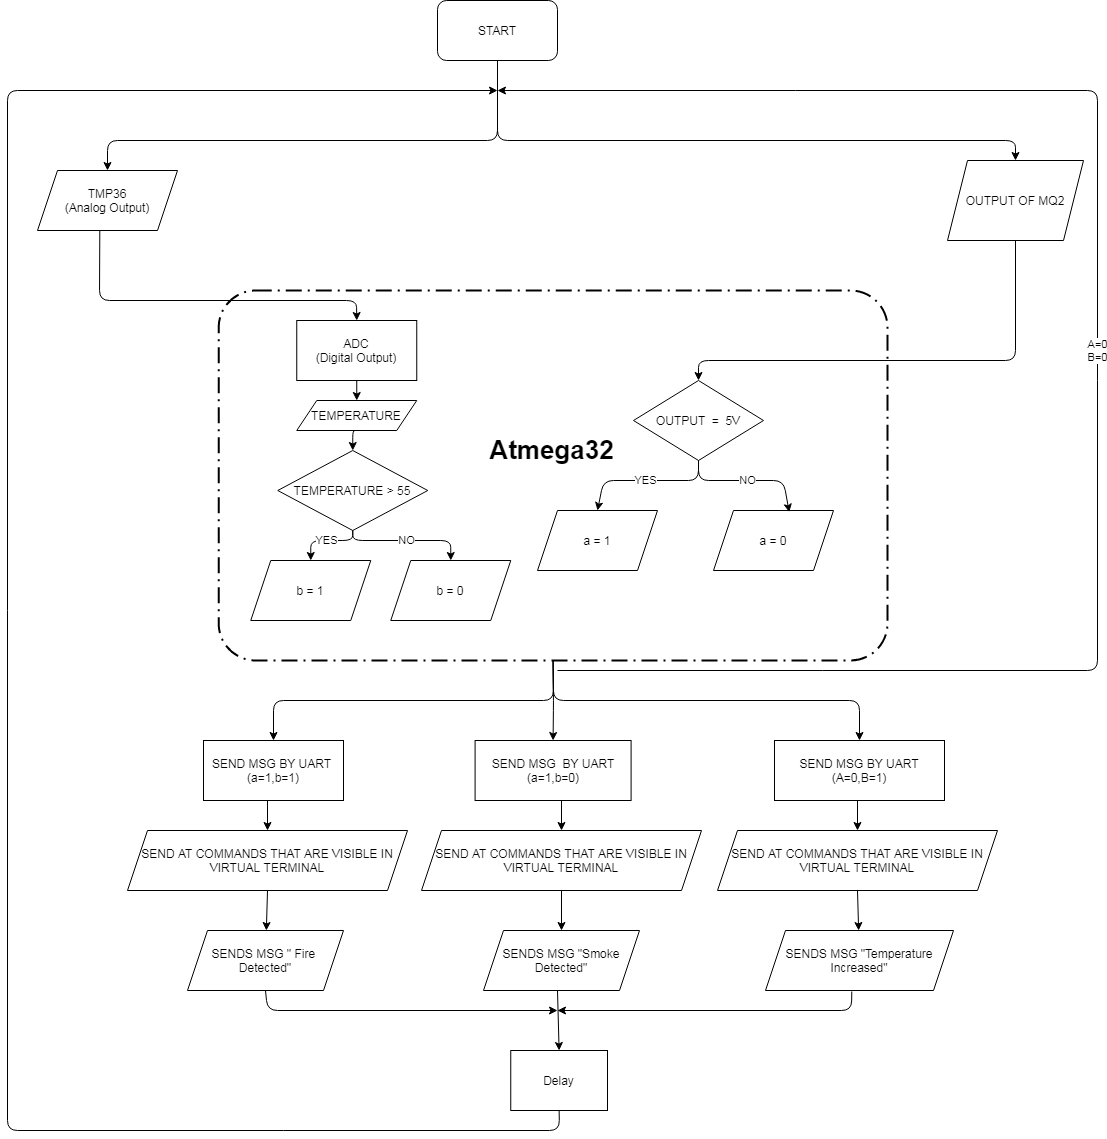 START
TMP36
(Analog Output)
OUTPUT OF MQ2
ADC
(Digital Output)
A=0
B=0
TEMPERATURE
OUTPUT = 5V
Atmega32
TEMPERATURE > 55
YES
NO
YES
NO
a = 1
a = 0
b = 1
b = 0
SEND MSG BY UART
(a=1,b=1)
SEND MSG BY UART
(a=1,b=0)
SEND MSG BY UART
(A=0,B=1)
SEND AT COMMANDS THAT ARE VISIBLE IN
VIRTUAL TERMINAL
SEND AT COMMANDS THAT ARE VISIBLE IN
VIRTUAL TERMINAL
SEND AT COMMANDS THAT ARE VISIBLE IN
VIRTUAL TERMINAL
SENDS MSG " Fire
Detected"
SENDS MSG "Smoke
Detected"
SENDS MSG "Temperature
Increased"
Delay